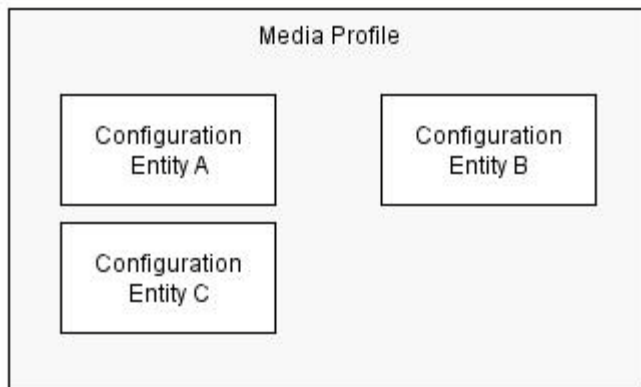 Media Profile
Configuration
Entity A
Configuration
Entity B
Configuration
Entity C